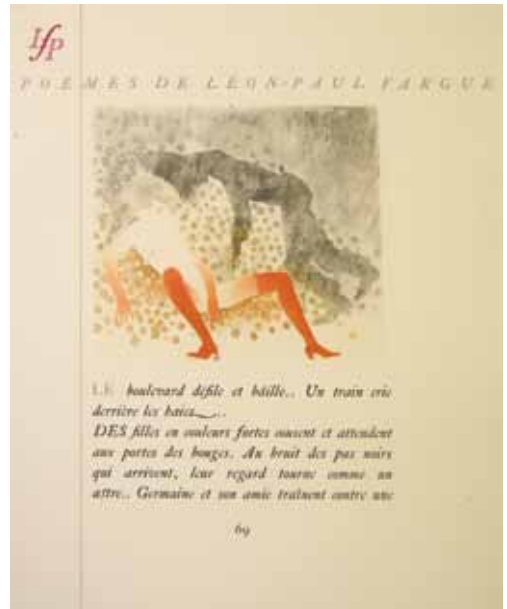 LfP
POÈMES DE LÉON-PAUL FARGUE
LE boulevard défile et bâille.. Un train crie
derrière les haies...
DES filles en couleurs fortes cousent et attendent
aux portes des bouges. Au bruit des pas noirs
qui arrivent, leur regard tourne comme un
astre.. Germaine et son amie traînent contre une
69